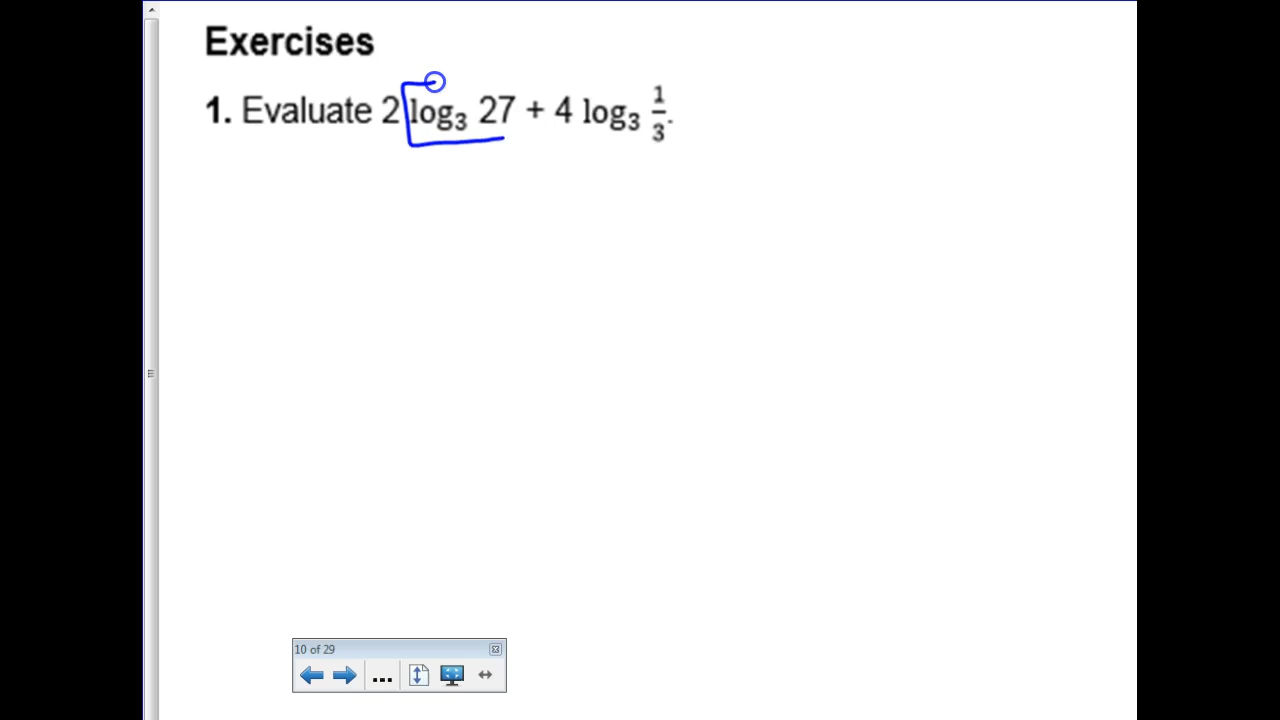 Exercises
1. Evaluate 2 log₃ 27 + 4 log₃ 1/3.
10 of 29
...